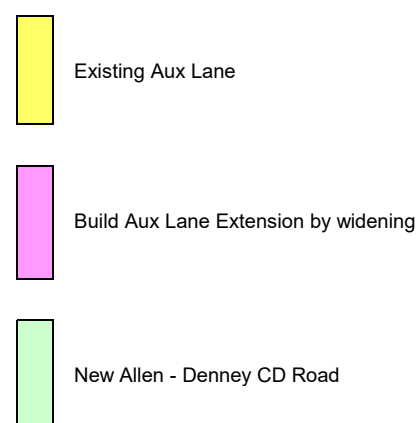 Existing Aux Lane
Build Aux Lane Extension by widening
New Allen - Denney CD Road